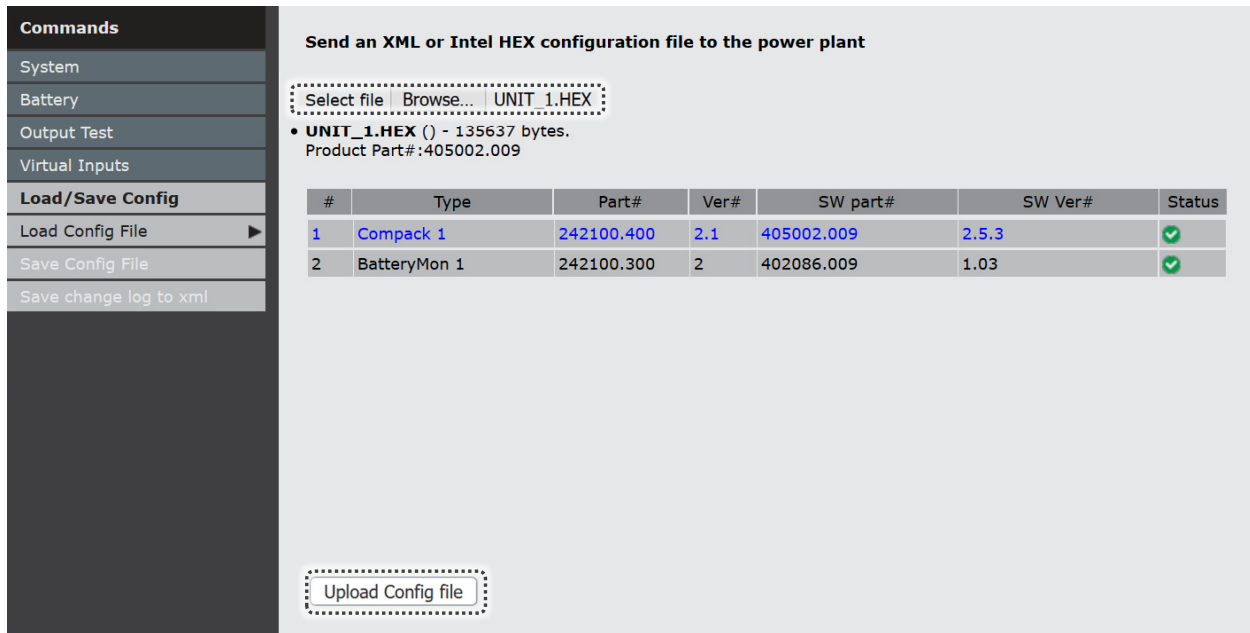 Commands
System
Battery
Output Test
Virtual Inputs
Load/Save Config
Load Config File
Save Config File
Save change log to xml
Send an XML or Intel HEX configuration file to the power plant
Select file Browse... UNIT_1.HEX
• UNIT_1.HEX () - 135637 bytes.
Product Part#:405002.009
# Type Part# Ver# SW part# SW Ver# Status
1 Compack 1 242100.400 2.1 405002.009 2.5.3
2 BatteryMon 1 242100.300 2 402086.009 1.03
Upload Config file